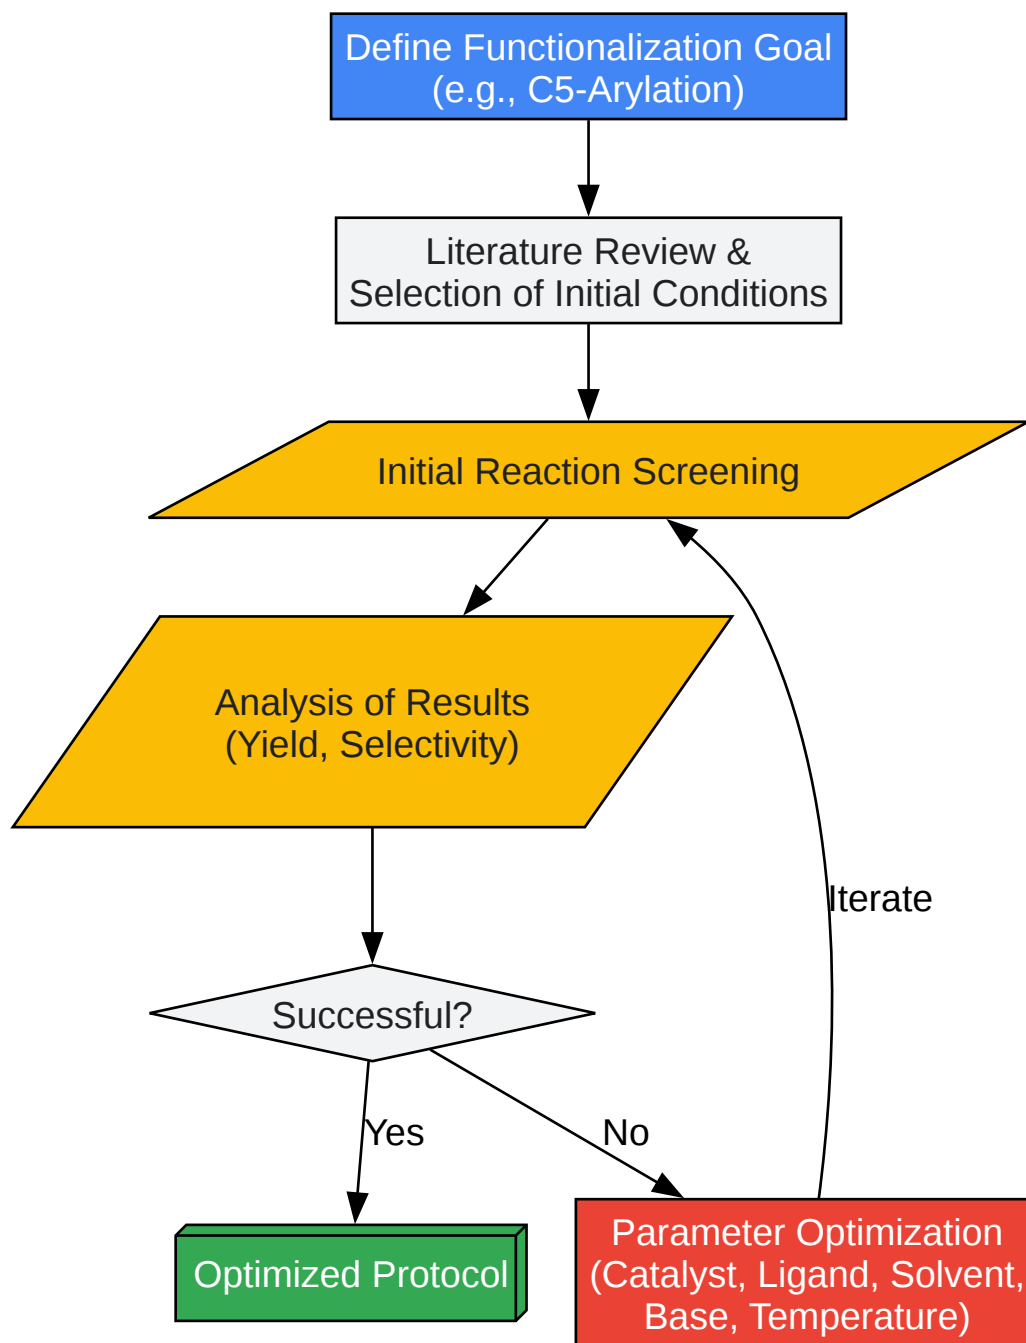 Define Functionalization Goal
(e.g., C5-Arylation)
Literature Review &
Selection of Initial Conditions
Initial Reaction Screening
Analysis of Results
(Yield, Selectivity)
Iterate
Successful?
Yes
No
Optimized Protocol
Parameter Optimization
(Catalyst, Ligand, Solvent,
Base, Temperature)